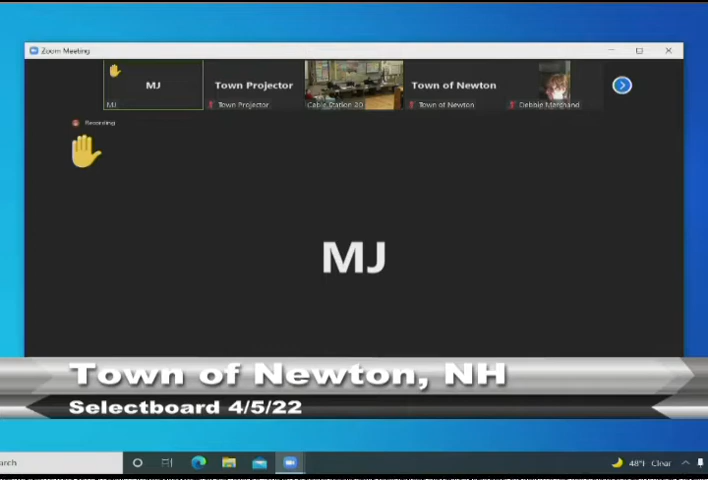 Zoom Meeting
MJ
Town Projector
Town of Newton
MJ
Town Projector
Cable Station 20
Town of Newton
Debbie Marchand
Recording
MJ
Town of Newton, NH
Selectboard 4/5/22
arch
48°F Clear